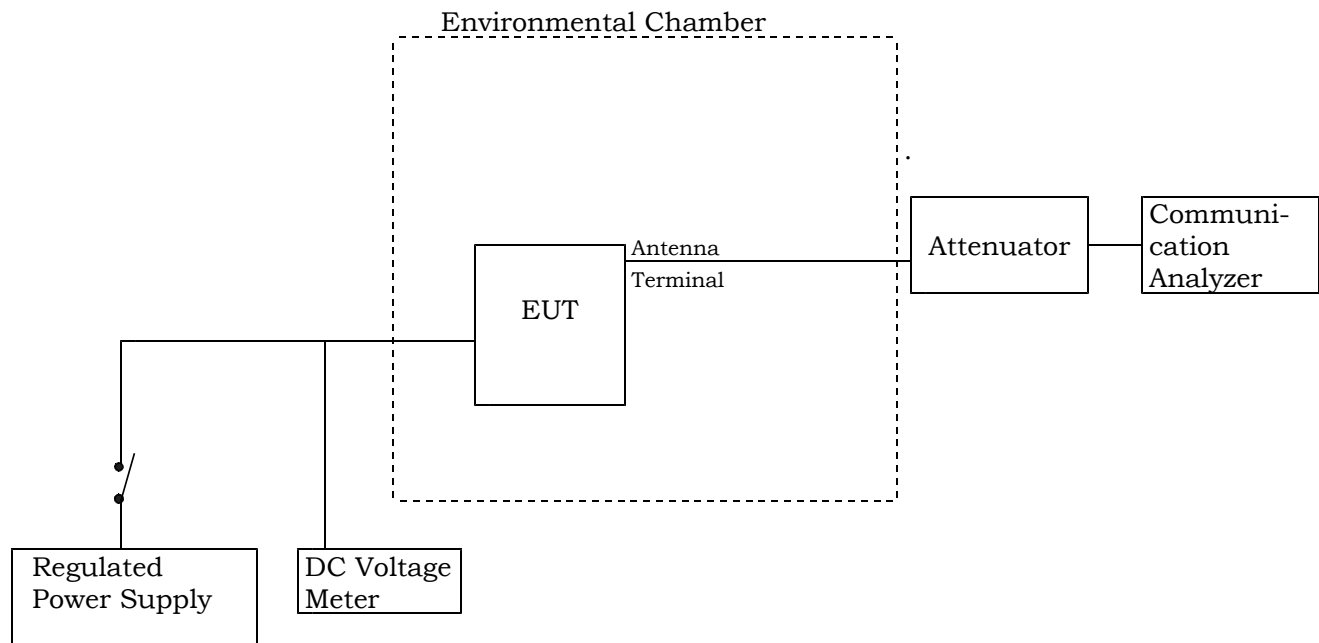 Environmental Chamber
Antenna
Terminal
EUT
Attenuator
Communi-
cation
Analyzer
Regulated
Power Supply
DC Voltage
Meter